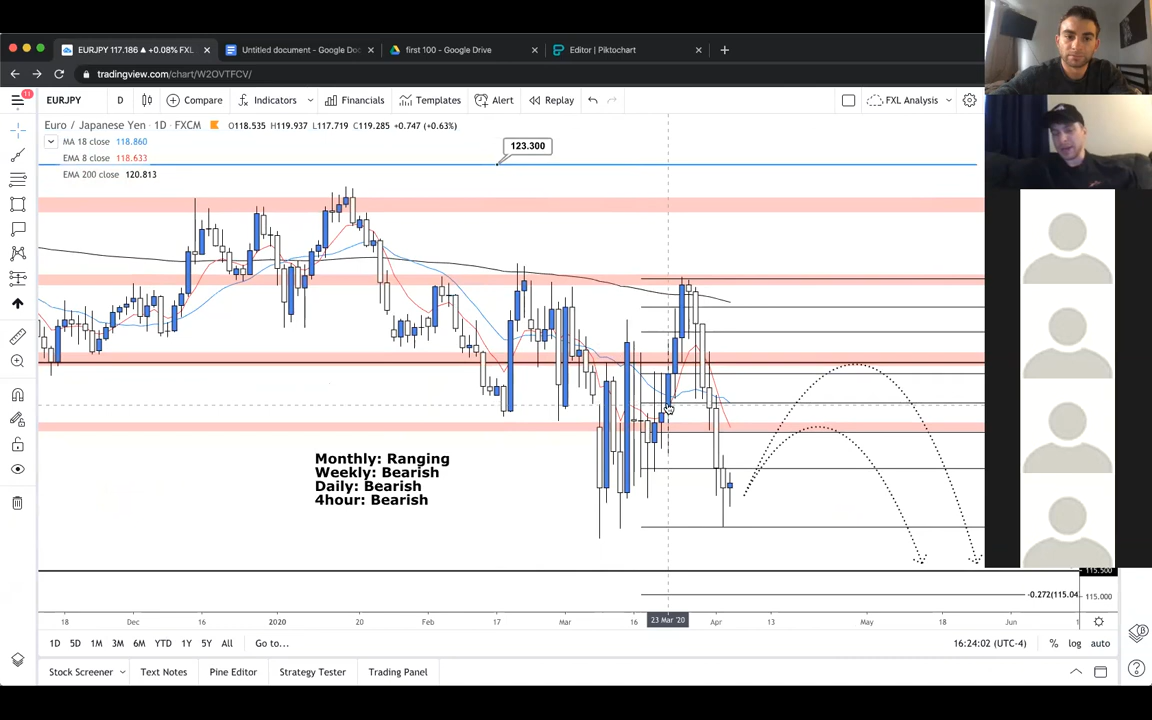 EURJPY 117.186 ▲ +0.08% FXL
Untitled document - Google Doc
first 100 - Google Drive
Editor | Piktochart
tradingview.com/chart/W2OVTFCV/
11
EURJPY
D
Compare
Indicators
Financials
Templates
Alert
Replay
FXL Analysis
Euro / Japanese Yen · 1D · FXCM
O118.535 H119.937 L117.719 C119.285 +0.747 (+0.63%)
MA 18 close 118.860
EMA 8 close 118.633
EMA 200 close 120.813
123.300
Monthly: Ranging
Weekly: Bearish
Daily: Bearish
4hour: Bearish
115.500
-0.272(115.04
115.000
18 Dec 16 2020 20 Feb Mar 16 23 Mar '20 Apr 13 May 18 Jun
1D 5D 1M 3M 6M YTD 1Y 5Y All Go to...
16:24:02 (UTC-4) % log auto
Stock Screener Text Notes Pine Editor Strategy Tester Trading Panel